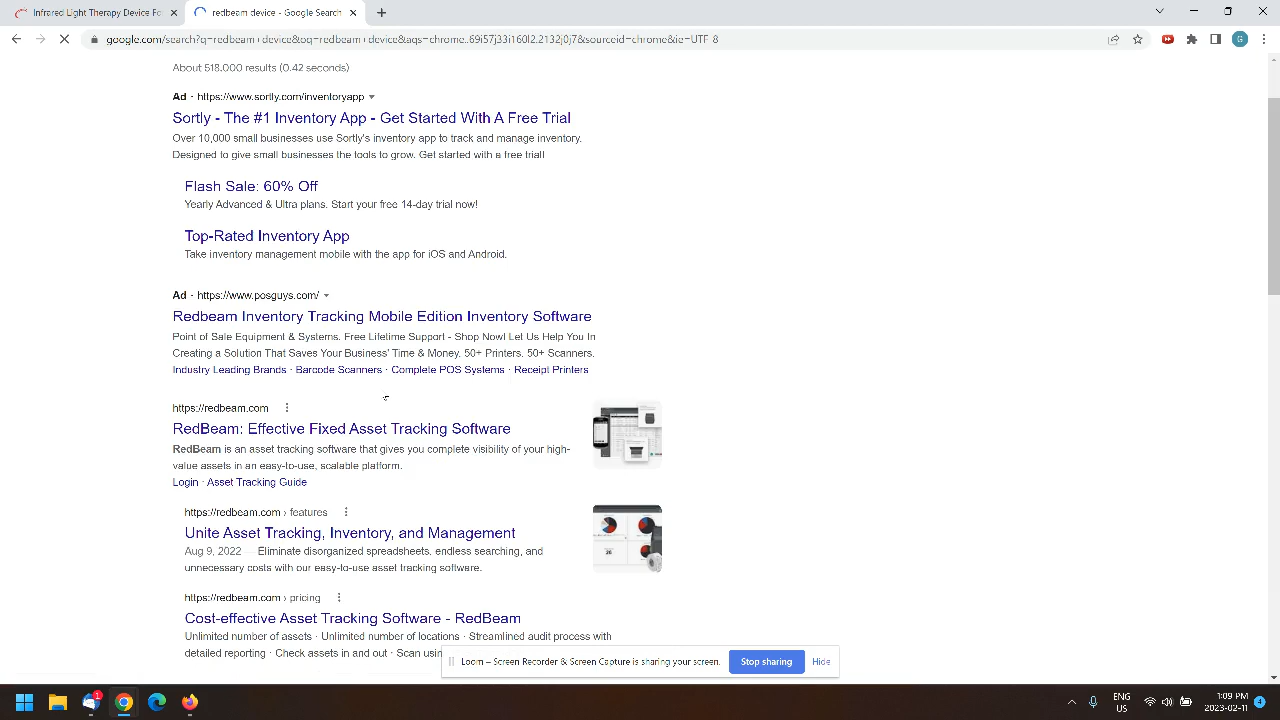 Infrared Light Therapy Device Fo
redbeam device - Google Search
google.com/search?q=redbeam+device&oq=redbeam+device&aqs=chrome..69i57j33i160l2.2132j0j7&sourceid=chrome&ie=UTF-8
G
About 518,000 results (0.42 seconds)
Ad · https://www.sortly.com/inventoryapp
Sortly - The #1 Inventory App - Get Started With A Free Trial
Over 10,000 small businesses use Sortly's inventory app to track and manage inventory.
Designed to give small businesses the tools to grow. Get started with a free trial!
Flash Sale: 60% Off
Yearly Advanced & Ultra plans. Start your free 14-day trial now!
Top-Rated Inventory App
Take inventory management mobile with the app for iOS and Android.
Ad · https://www.posguys.com/
Redbeam Inventory Tracking Mobile Edition Inventory Software
Point of Sale Equipment & Systems. Free Lifetime Support - Shop Now! Let Us Help You In
Creating a Solution That Saves Your Business' Time & Money. 50+ Printers. 50+ Scanners.
Industry Leading Brands · Barcode Scanners · Complete POS Systems · Receipt Printers
https://redbeam.com
RedBeam: Effective Fixed Asset Tracking Software
RedBeam is an asset tracking software that gives you complete visibility of your high-
value assets in an easy-to-use, scalable platform.
Login · Asset Tracking Guide
https://redbeam.com › features
Unite Asset Tracking, Inventory, and Management
Aug 9, 2022 — Eliminate disorganized spreadsheets, endless searching, and
unnecessary costs with our easy-to-use asset tracking software.
https://redbeam.com › pricing
Cost-effective Asset Tracking Software - RedBeam
Unlimited number of assets · Unlimited number of locations · Streamlined audit process with
detailed reporting · Check assets in and out · Scan usin
Loom – Screen Recorder & Screen Capture is sharing your screen.
Stop sharing
Hide
1
ENG
US
1:09 PM
2023-02-11
4